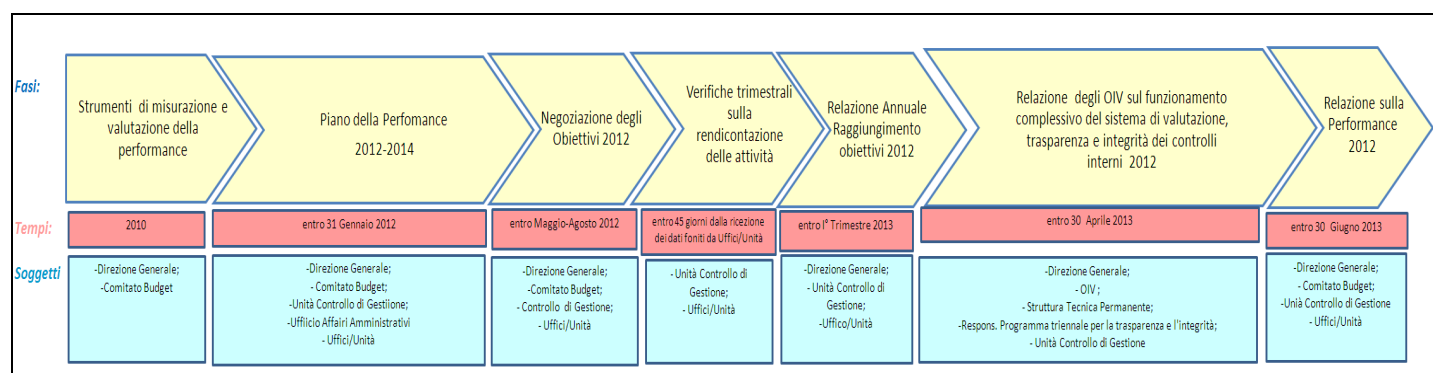 Fasi:
Strumenti di misurazione e
valutazione della
performance
Piano della Perfomance
2012-2014
Negoziazione degli
Obiettivi 2012
Verifiche trimestrali
sulla
rendicontazione
delle attività
Relazione Annuale
Raggiungimento
obiettivi 2012
Relazione degli OIV sul funzionamento
complessivo del sistema di valutazione,
trasparenza e integrità dei controlli
interni 2012
Relazione sulla
Performance
2012
Tempi:
2010
entro 31 Gennaio 2012
entro Maggio-Agosto 2012
entro 45 giorni dalla ricezione
dei dati foniti da Uffici/Unità
entro I° Trimestre 2013
entro 30 Aprile 2013
entro 30 Giugno 2013
Soggetti
-Direzione Generale;
-Comitato Budget
-Direzione Generale;
- Comitato Budget;
-Unità Controllo di Gestiione;
-Uffiicio Affairi Amministrativi
- Uffici/Unità
-Direzione Generale;
-Comitato Budget;
- Controllo di Gestione;
- Uffici/Unità
- Unità Controllo di
Gestione;
- Uffici/Unità
-Direzione Generale;
- Unità Controllo di
Gestione;
-Uffico/Unità
-Direzione Generale;
- OIV ;
- Struttura Tecnica Permanente;
-Respons. Programma triennale per la trasparenza e l'integrità;
- Unità Controllo di Gestione
-Direzione Generale;
- Comitato Budget;
-Unià Controllo di Gestione
- Uffici/Unità